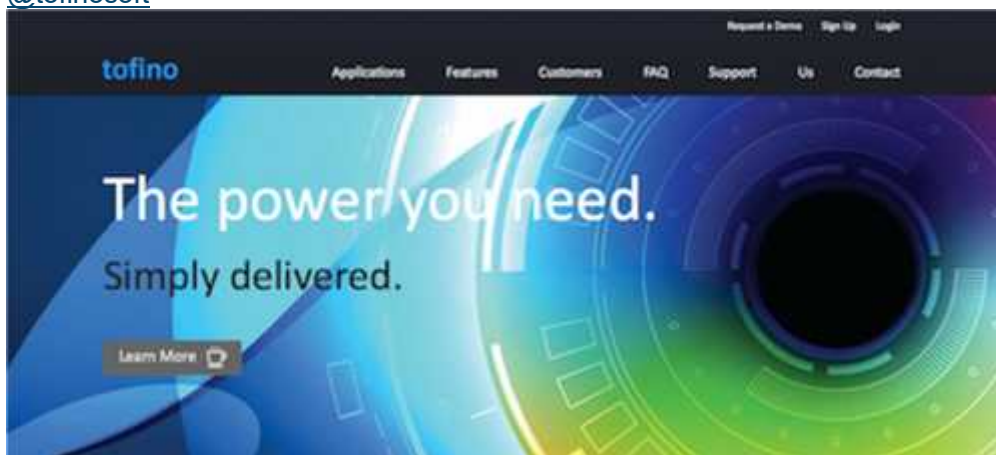 @tofinosoft
Request a Demo Sign Up Login
tofino Applications Features Customers FAQ Support Us Contact
The power you need.
Simply delivered.
Learn More